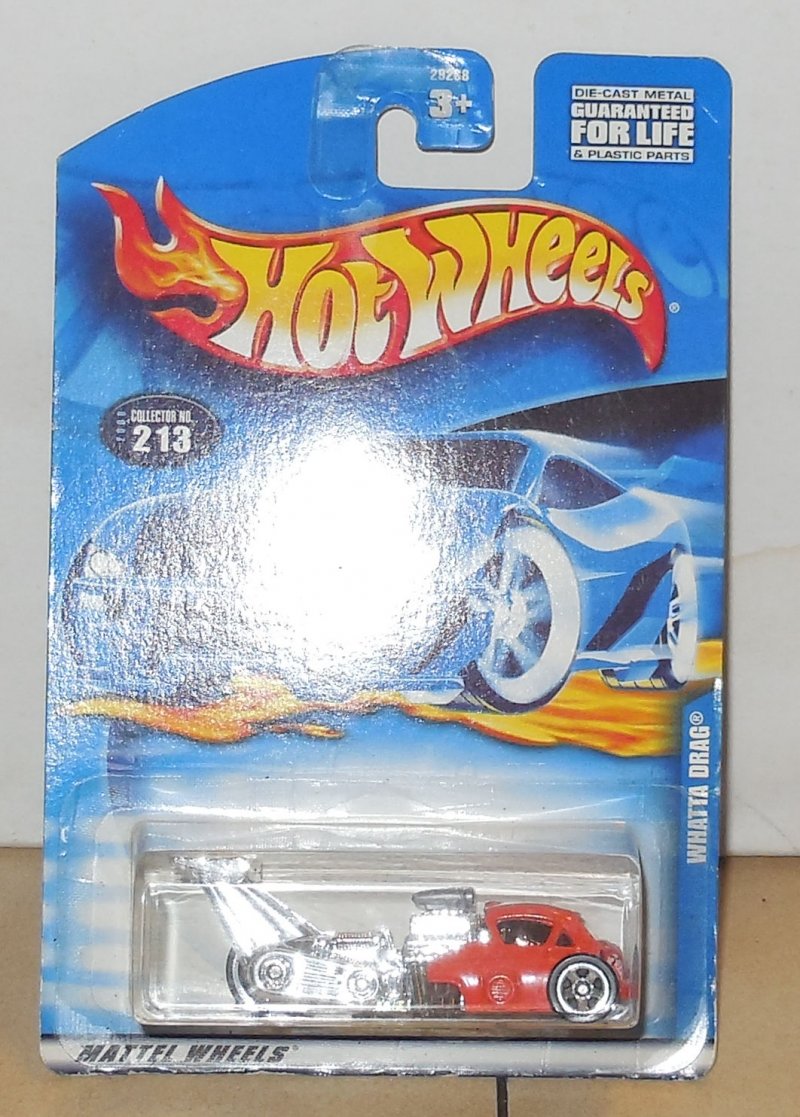 29268
3+
DIE-CAST METAL
GUARANTEED
FOR LIFE
& PLASTIC PARTS
HOT WHEELS®
COLLECTOR NO.
213
WHATTA DRAG®
MATTEL WHEELS